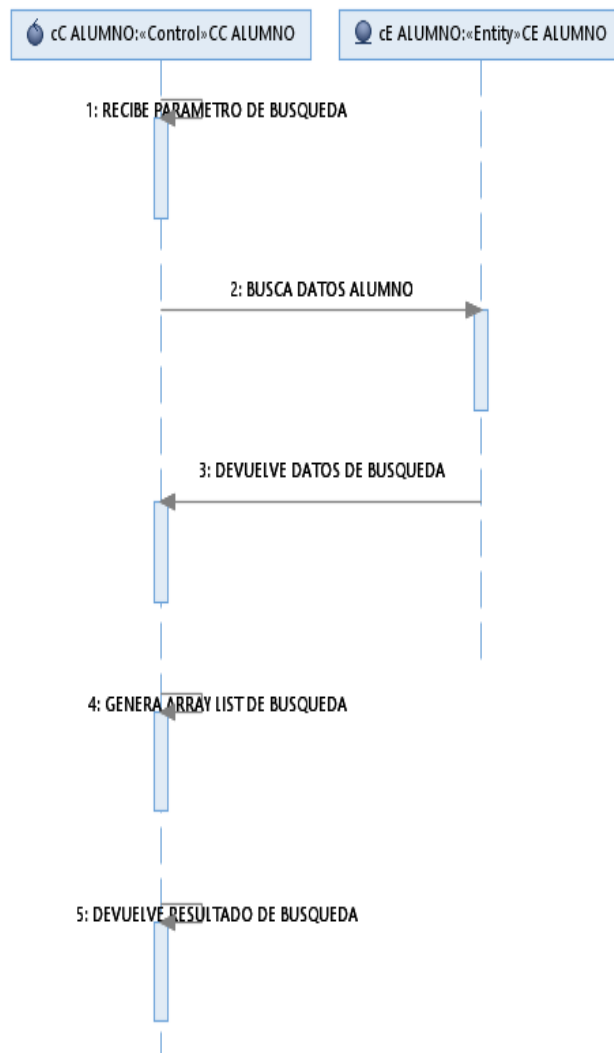 cC ALUMNO:«Control»CC ALUMNO
cE ALUMNO:«Entity»CE ALUMNO
1: RECIBE PARAMETRO DE BUSQUEDA
2: BUSCA DATOS ALUMNO
3: DEVUELVE DATOS DE BUSQUEDA
4: GENERA ARRAY LIST DE BUSQUEDA
5: DEVUELVE RESULTADO DE BUSQUEDA